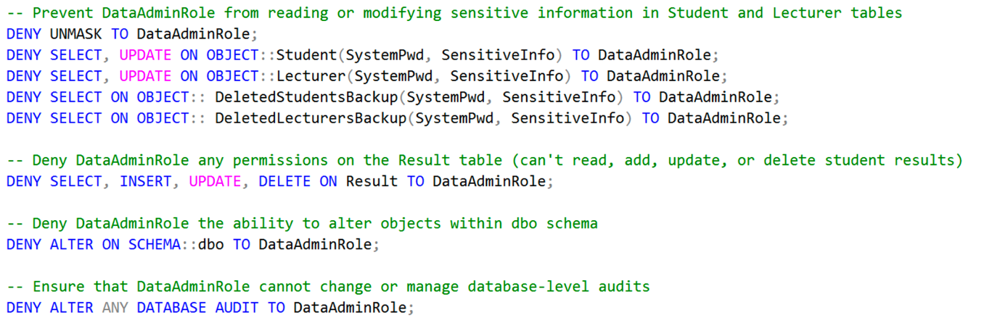 -- Prevent DataAdminRole from reading or modifying sensitive information in Student and Lecturer tables
DENY UNMASK TO DataAdminRole;
DENY SELECT, UPDATE ON OBJECT::Student(SystemPwd, SensitiveInfo) TO DataAdminRole;
DENY SELECT, UPDATE ON OBJECT::Lecturer(SystemPwd, SensitiveInfo) TO DataAdminRole;
DENY SELECT ON OBJECT:: DeletedStudentsBackup(SystemPwd, SensitiveInfo) TO DataAdminRole;
DENY SELECT ON OBJECT:: DeletedLecturersBackup(SystemPwd, SensitiveInfo) TO DataAdminRole;
-- Deny DataAdminRole any permissions on the Result table (can't read, add, update, or delete student results)
DENY SELECT, INSERT, UPDATE, DELETE ON Result TO DataAdminRole;
-- Deny DataAdminRole the ability to alter objects within dbo schema
DENY ALTER ON SCHEMA::dbo TO DataAdminRole;
-- Ensure that DataAdminRole cannot change or manage database-level audits
DENY ALTER ANY DATABASE AUDIT TO DataAdminRole;